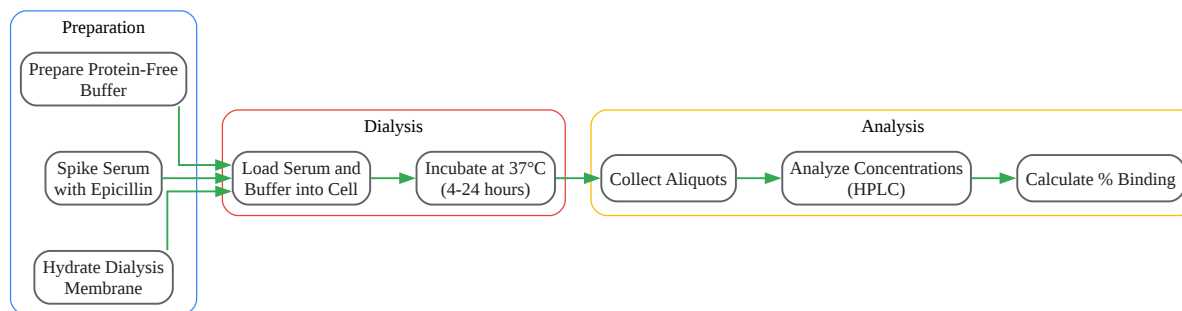 Preparation
Prepare Protein-Free
Buffer
Spike Serum
with Epicillin
Hydrate Dialysis
Membrane
Dialysis
Load Serum and
Buffer into Cell
Incubate at 37°C
(4-24 hours)
Analysis
Collect Aliquots
Analyze Concentrations
(HPLC)
Calculate % Binding